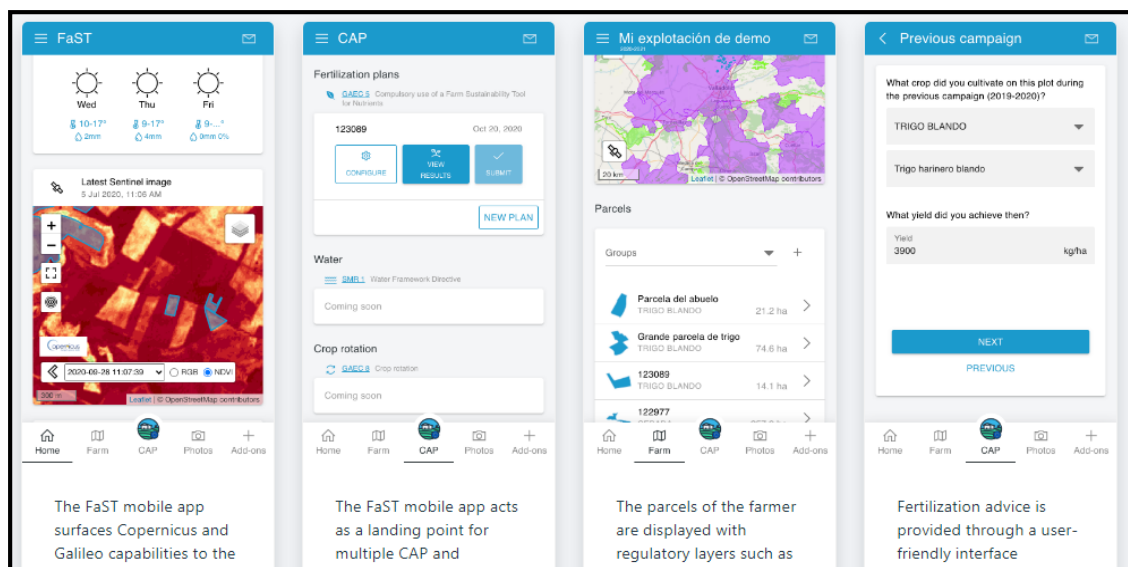 FaST
Wed Thu Fri
10-17° 9-17° 9-...°
2mm 4mm 0mm 0%
Latest Sentinel image
5 Jul 2020, 11:06 AM
+
−
Copernicus
2020-09-28 11:07:39 RGB NDVI
300 m Leaflet | © OpenStreetMap contributors
Home Farm CAP Photos Add-ons
The FaST mobile app
surfaces Copernicus and
Galileo capabilities to the
CAP
Fertilization plans
GAEC 5 Compulsory use of a Farm Sustainability Tool
for Nutrients
123089 Oct 20, 2020
CONFIGURE
VIEW
RESULTS
SUBMIT
NEW PLAN
Water
SMR 1 Water Framework Directive
Coming soon
Crop rotation
GAEC 8 Crop rotation
Coming soon
Home Farm CAP Photos Add-ons
The FaST mobile app acts
as a landing point for
multiple CAP and
Mi explotación de demo
2020-2021
20 km Leaflet | © OpenStreetMap contributors
Parcels
Groups +
Parcela del abuelo
TRIGO BLANDO 21.2 ha
Grande parcela de trigo
TRIGO BLANDO 74.6 ha
123089
TRIGO BLANDO 14.1 ha
122977
Home Farm CAP Photos Add-ons
The parcels of the farmer
are displayed with
regulatory layers such as
Previous campaign
What crop did you cultivate on this plot during
the previous campaign (2019-2020)?
TRIGO BLANDO
Trigo harinero blando
What yield did you achieve then?
Yield
3900 kg/ha
NEXT
PREVIOUS
Home Farm CAP Photos Add-ons
Fertilization advice is
provided through a user-
friendly interface